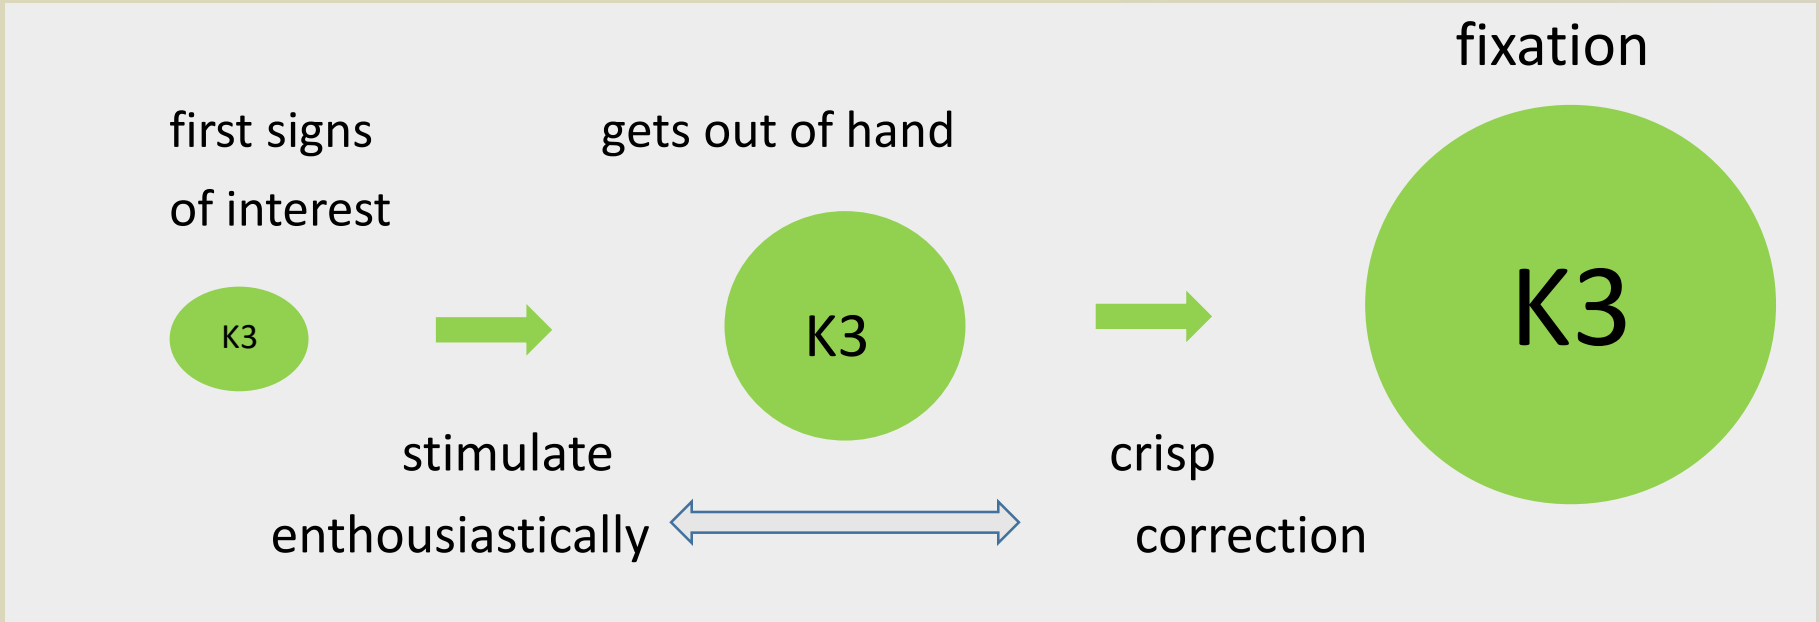 first signs
of interest
gets out of hand
fixation
K3
K3
K3
stimulate
enthousiastically
crisp
correction